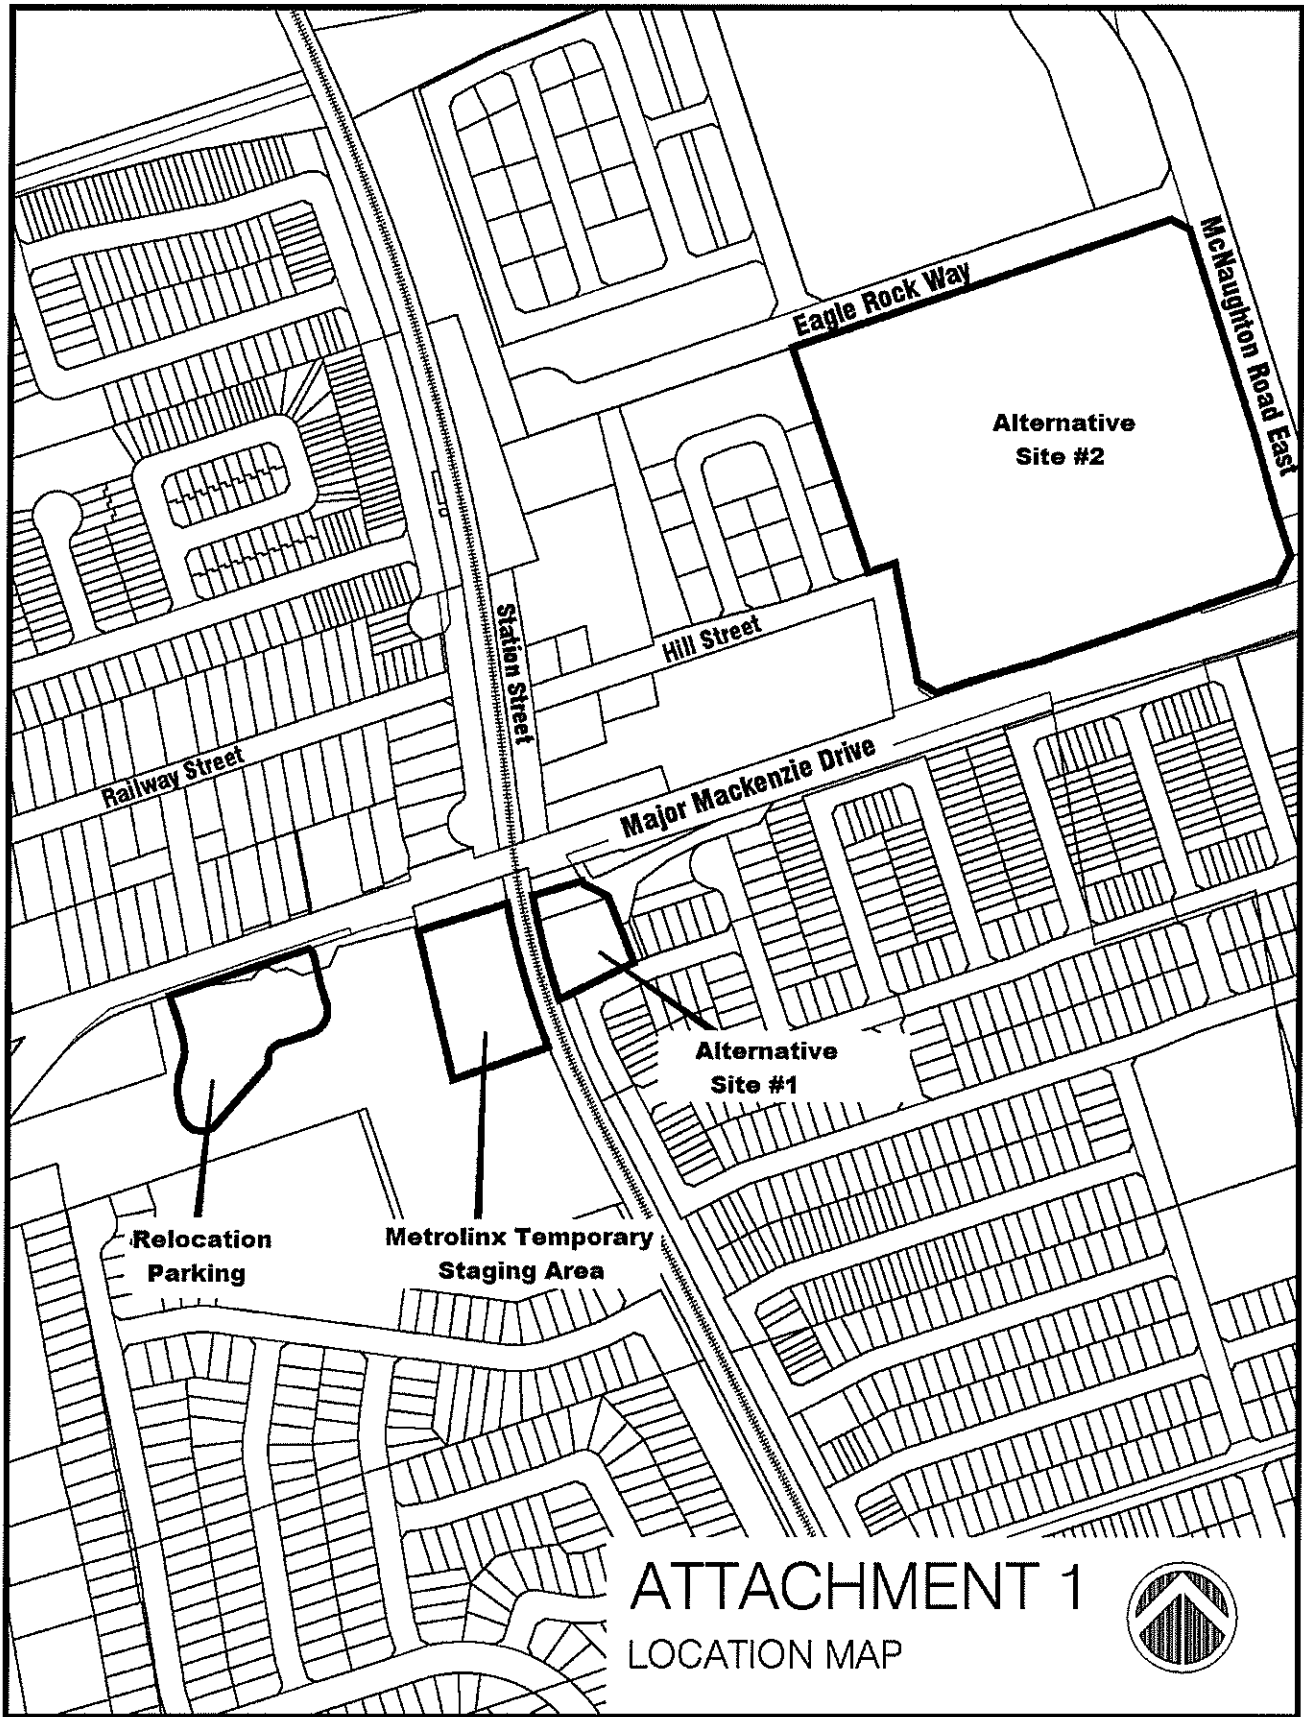 Eagle Rock Way
McNaughton Road East
Alternative
Site #2
Station Street
Hill Street
Railway Street
Major Mackenzie Drive
Alternative
Site #1
Relocation
Parking
Metrolinx Temporary
Staging Area
ATTACHMENT 1
LOCATION MAP